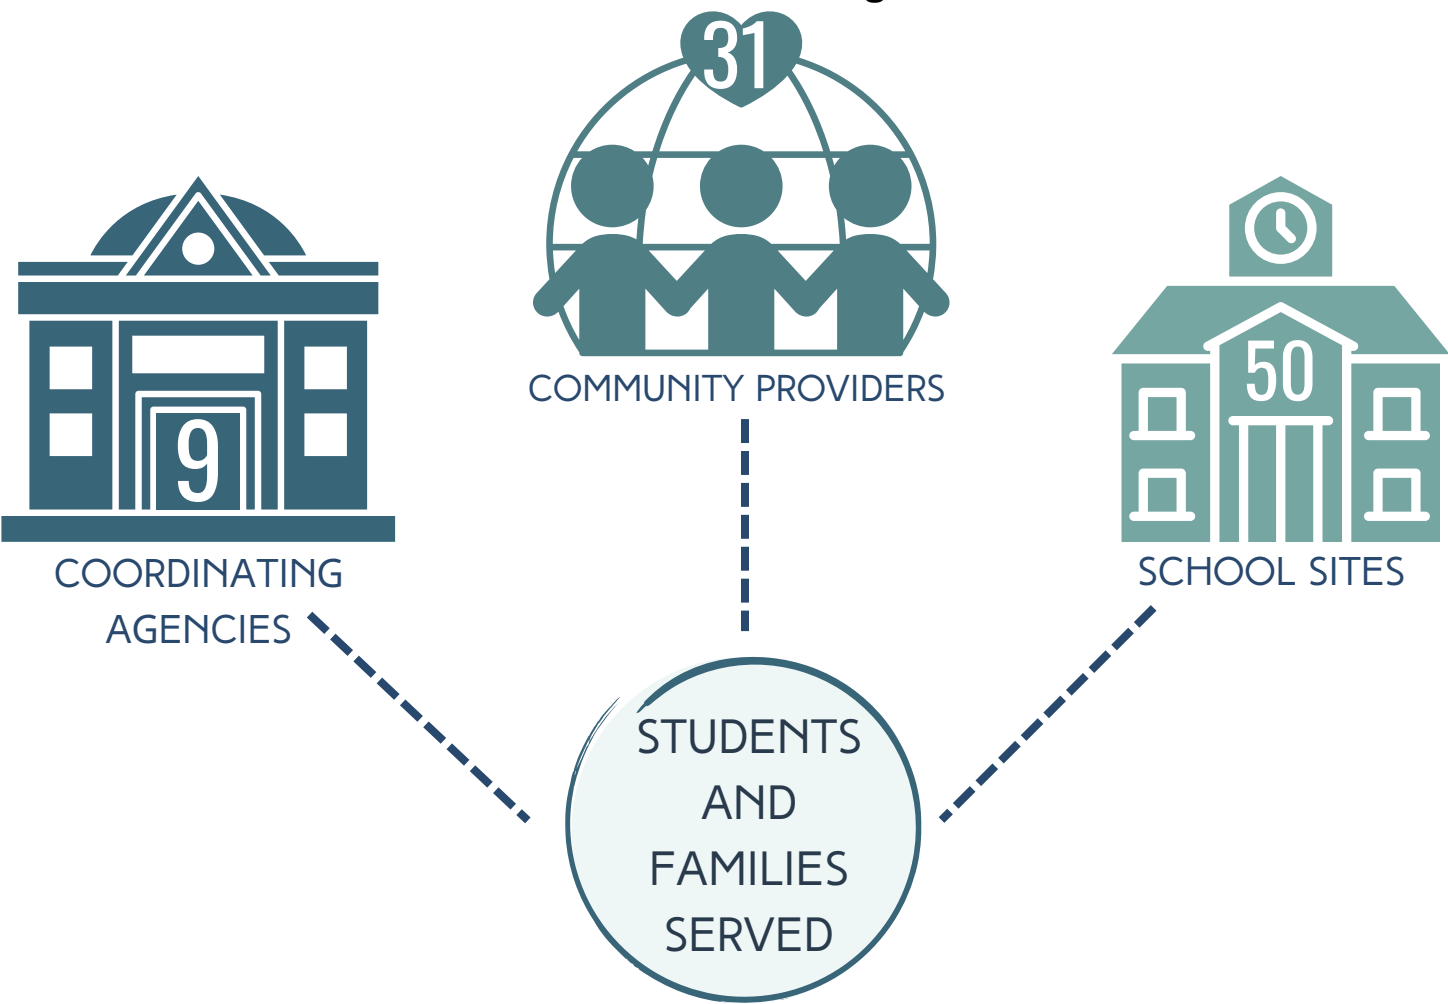 31
COMMUNITY PROVIDERS
9
COORDINATING
AGENCIES
50
SCHOOL SITES
STUDENTS
AND
FAMILIES
SERVED